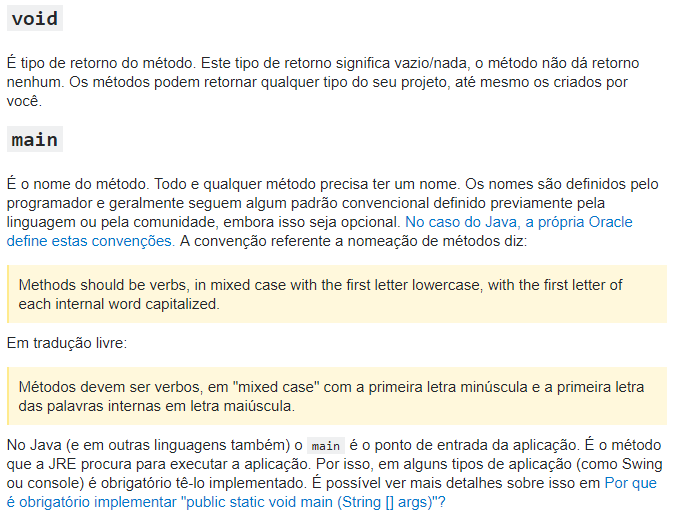 void
É tipo de retorno do método. Este tipo de retorno significa vazio/nada, o método não dá retorno
nenhum. Os métodos podem retornar qualquer tipo do seu projeto, até mesmo os criados por
você.
main
É o nome do método. Todo e qualquer método precisa ter um nome. Os nomes são definidos pelo
programador e geralmente seguem algum padrão convencional definido previamente pela
linguagem ou pela comunidade, embora isso seja opcional. No caso do Java, a própria Oracle
define estas convenções. A convenção referente a nomeação de métodos diz:
Methods should be verbs, in mixed case with the first letter lowercase, with the first letter of
each internal word capitalized.
Em tradução livre:
Métodos devem ser verbos, em "mixed case" com a primeira letra minúscula e a primeira letra
das palavras internas em letra maiúscula.
No Java (e em outras linguagens também) o main é o ponto de entrada da aplicação. É o método
que a JRE procura para executar a aplicação. Por isso, em alguns tipos de aplicação (como Swing
ou console) é obrigatório tê-lo implementado. É possível ver mais detalhes sobre isso em Por que
é obrigatório implementar "public static void main (String [] args)"?